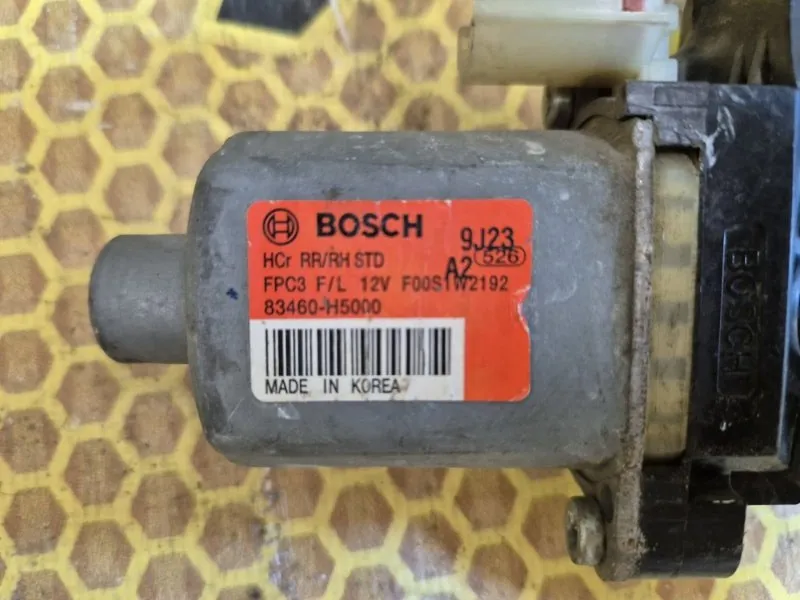 BOSCH
9J23
HCr RR/RH STD
A2 526
FPC3 F/L 12V F00S1W2192
83460-H5000
MADE IN KOREA
BOSCH